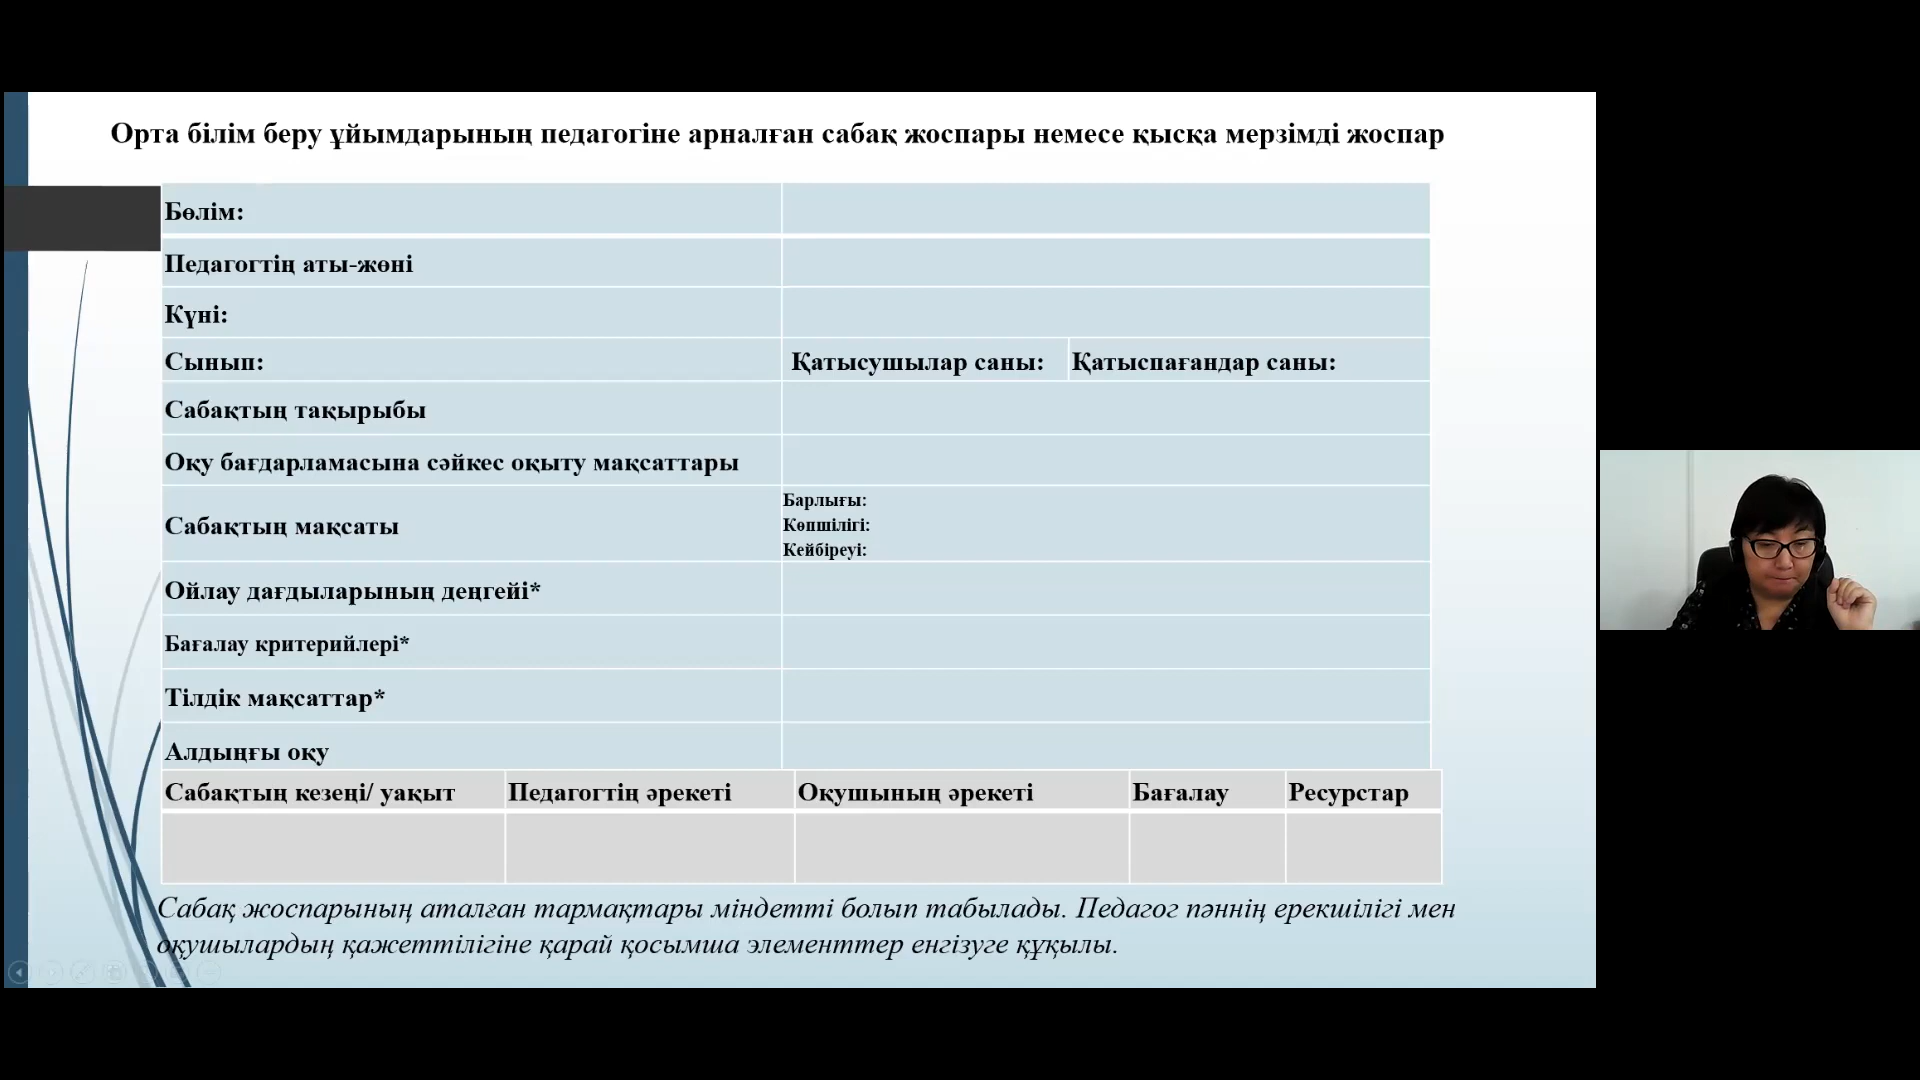 Орта білім беру ұйымдарының педагогіне арналған сабақ жоспары немесе қысқа мерзімді жоспар
Бөлім:
Педагогтің аты-жөні
Күні:
Сынып: Қатысушылар саны: Қатыспағандар саны:
Сабақтың тақырыбы
Оқу бағдарламасына сәйкес оқыту мақсаттары
Сабақтың мақсаты
Барлығы:
Көпшілігі:
Кейбіреуі:
Ойлау дағдыларының деңгейі*
Бағалау критерийлері*
Тілдік мақсаттар*
Алдыңғы оқу
Сабақтың кезеңі/ уақыт Педагогтің әрекеті Оқушының әрекеті Бағалау Ресурстар
Сабақ жоспарының аталған тармақтары міндетті болып табылады. Педагог пәннің ерекшілігі мен
оқушылардың қажеттілігіне қарай қосымша элементтер енгізуге құқылы.